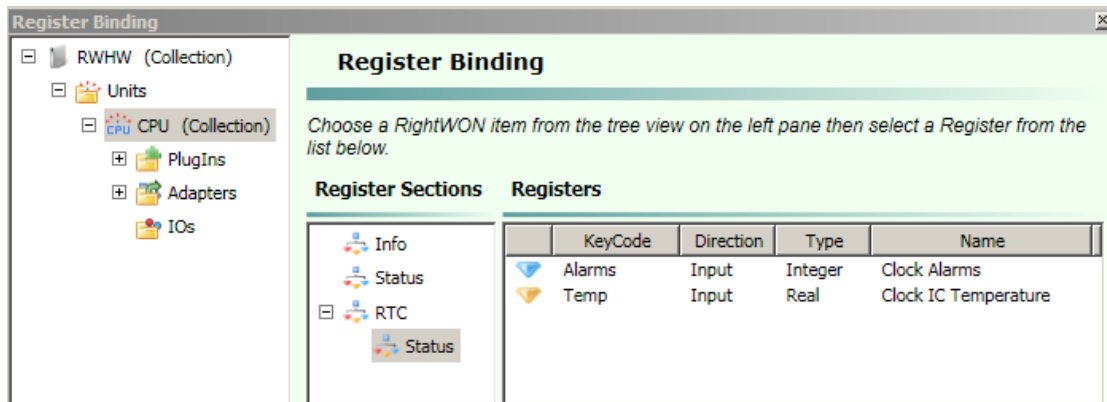 Register Binding
RWHW (Collection)
Units
CPU
CPU (Collection)
PlugIns
Adapters
IOs
Register Binding
Choose a RightWON item from the tree view on the left pane then select a Register from the
list below.
Register Sections
Info
Status
RTC
Status
Registers
KeyCode Direction Type Name
Alarms Input Integer Clock Alarms
Temp Input Real Clock IC Temperature